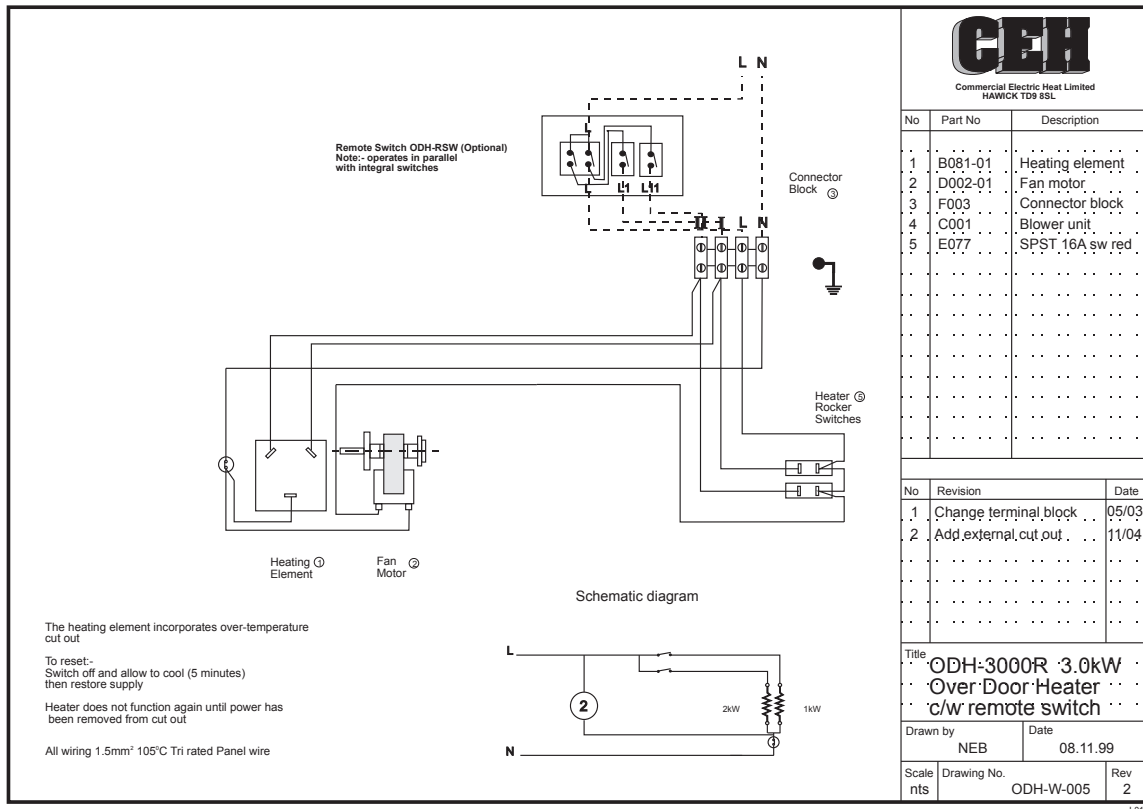 L N
Remote Switch ODH-RSW (Optional)
Note:- operates in parallel
with integral switches
L
L L1 L11
Connector
Block ③
II I L N
Heater ⑤
Rocker
Switches
Heating ①
Element
Fan ②
Motor
Schematic diagram
The heating element incorporates over-temperature
cut out
To reset:-
Switch off and allow to cool (5 minutes)
then restore supply
Heater does not function again until power has
been removed from cut out
All wiring 1.5mm² 105°C Tri rated Panel wire
L
2
2kW 1kW
N
CEH
Commercial Electric Heat Limited
HAWICK TD9 8SL
No Part No Description
1 B081-01 Heating element
2 D002-01 Fan motor
3 F003 Connector block
4 C001 Blower unit
5 E077 SPST 16A sw red
No Revision Date
1 Change terminal block 05/03
2 Add external cut out 11/04
Title
ODH-3000R 3.0kW
Over Door Heater
c/w remote switch
Drawn by Date
NEB 08.11.99
Scale Drawing No. Rev
nts ODH-W-005 2